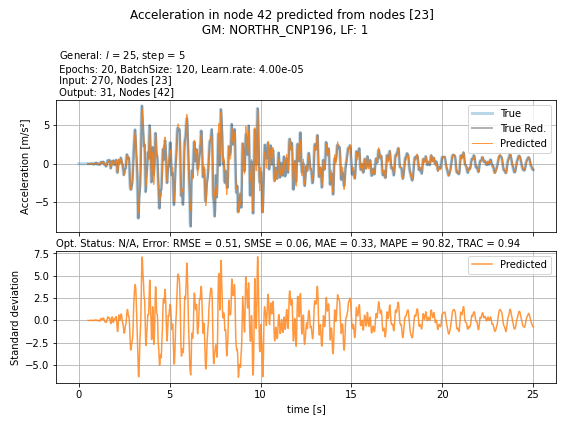 Acceleration in node 42 predicted from nodes [23]
GM: NORTHR_CNP196, LF: 1
General: l = 25, step = 5
Epochs: 20, BatchSize: 120, Learn.rate: 4.00e-05
Input: 270, Nodes [23]
Output: 31, Nodes [42]
Acceleration [m/s²]
5
0
−5
True
True Red.
Predicted
Opt. Status: N/A, Error: RMSE = 0.51, SMSE = 0.06, MAE = 0.33, MAPE = 90.82, TRAC = 0.94
Standard deviation
7.5
5.0
2.5
0.0
−2.5
−5.0
Predicted
0 5 10 15 20 25
time [s]